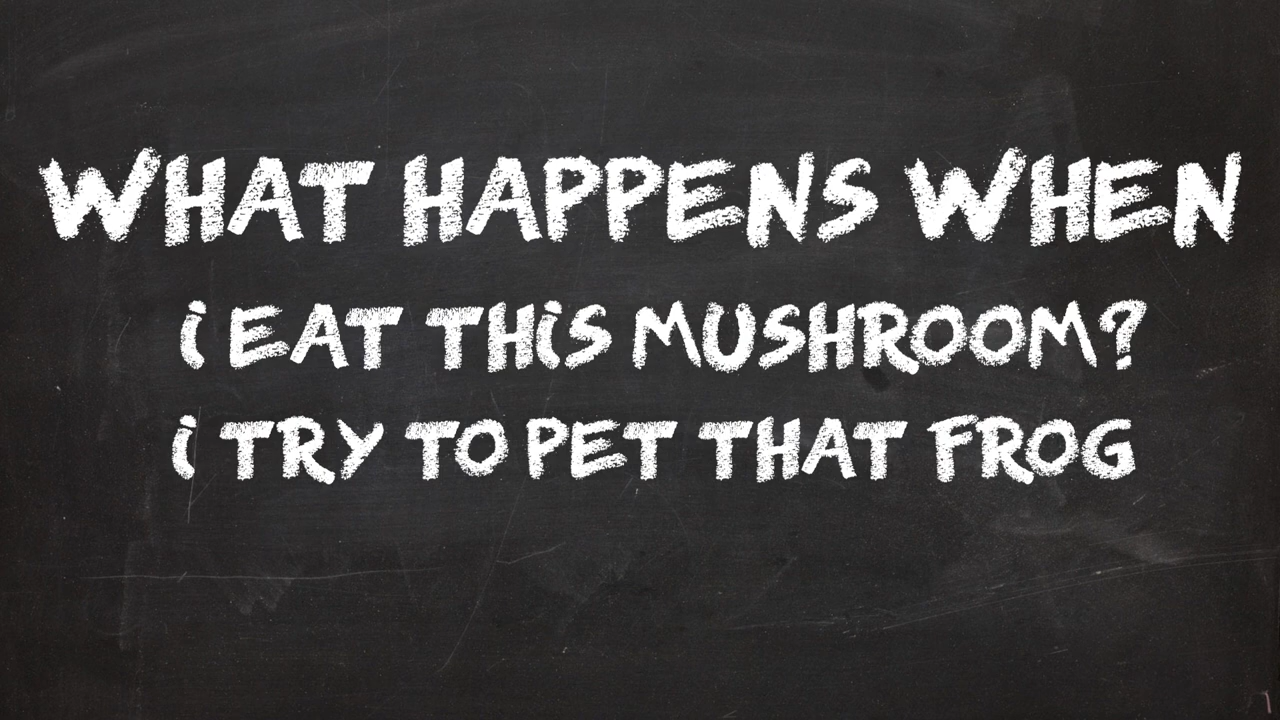 WHAT HAPPENS WHEN
i EAT THiS MUSHROOM?
i TRY TO PET THAT FROG